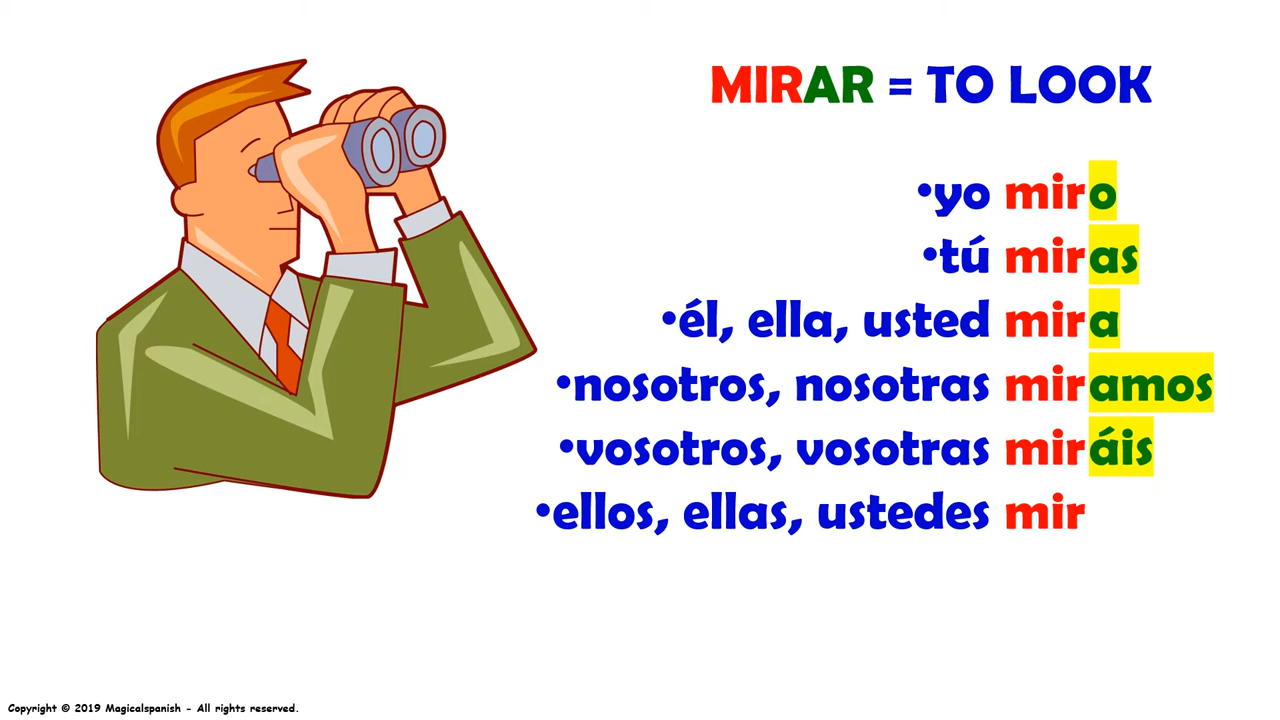 MIRAR = TO LOOK
•yo miro
•tú miras
•él, ella, usted mira
•nosotros, nosotras miramos
•vosotros, vosotras miráis
•ellos, ellas, ustedes mir
Copyright © 2019 Magicalspanish - All rights reserved.